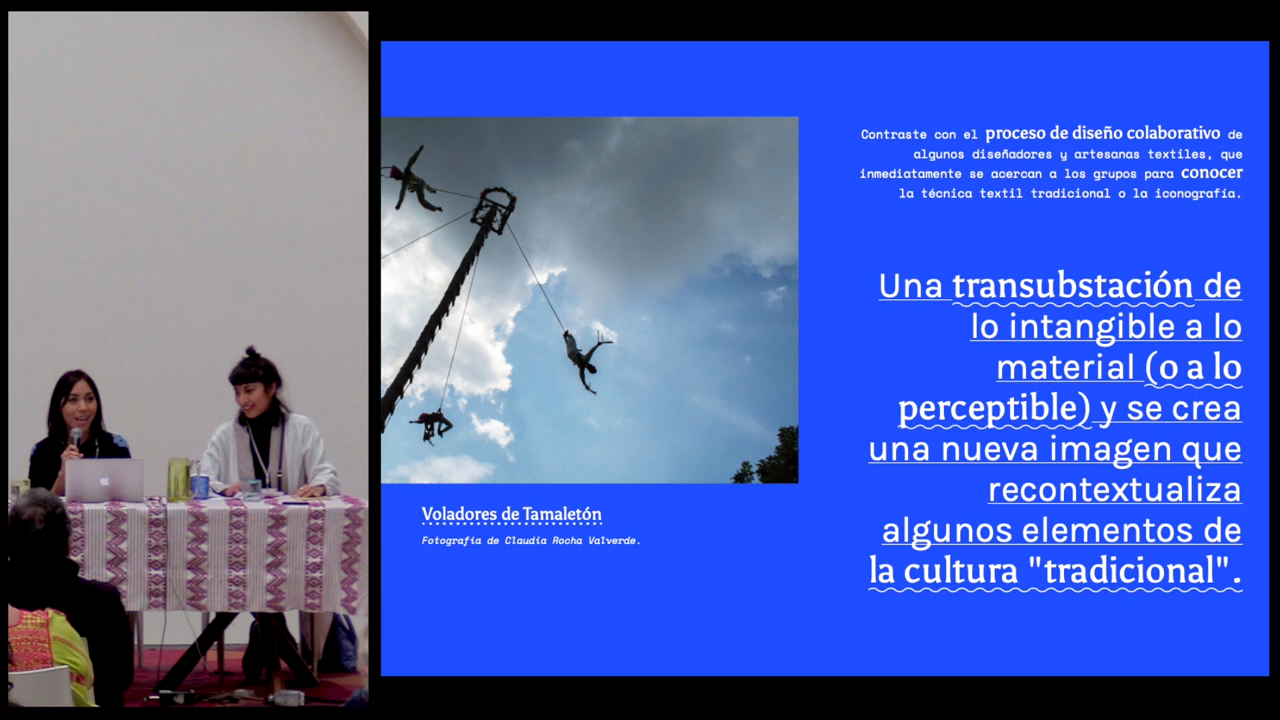 Contraste con el proceso de diseño colaborativo de
algunos diseñadores y artesanas textiles, que
inmediatamente se acercan a los grupos para conocer
la técnica textil tradicional o la iconografía.
Una transubstación de
lo intangible a lo
material (o a lo
perceptible) y se crea
una nueva imagen que
recontextualiza
algunos elementos de
la cultura "tradicional".
Voladores de Tamaletón
Fotografía de Claudia Rocha Valverde.